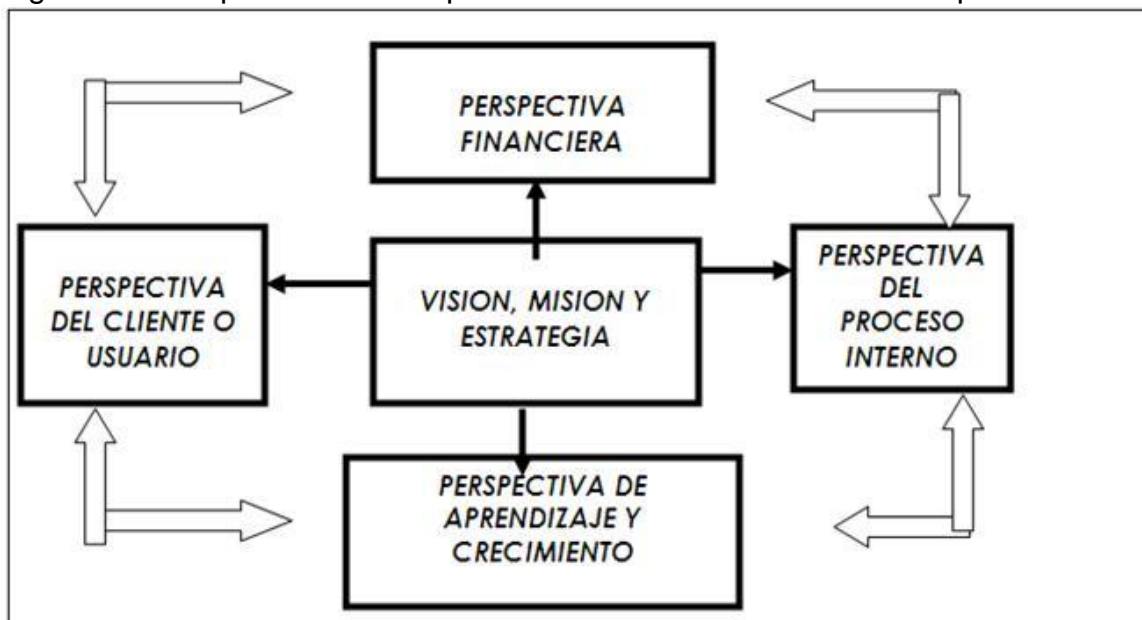 PERSPECTIVA
FINANCIERA
PERSPECTIVA
DEL CLIENTE O
USUARIO
VISION, MISION Y
ESTRATEGIA
PERSPECTIVA
DEL
PROCESO
INTERNO
PERSPECTIVA DE
APRENDIZAJE Y
CRECIMIENTO